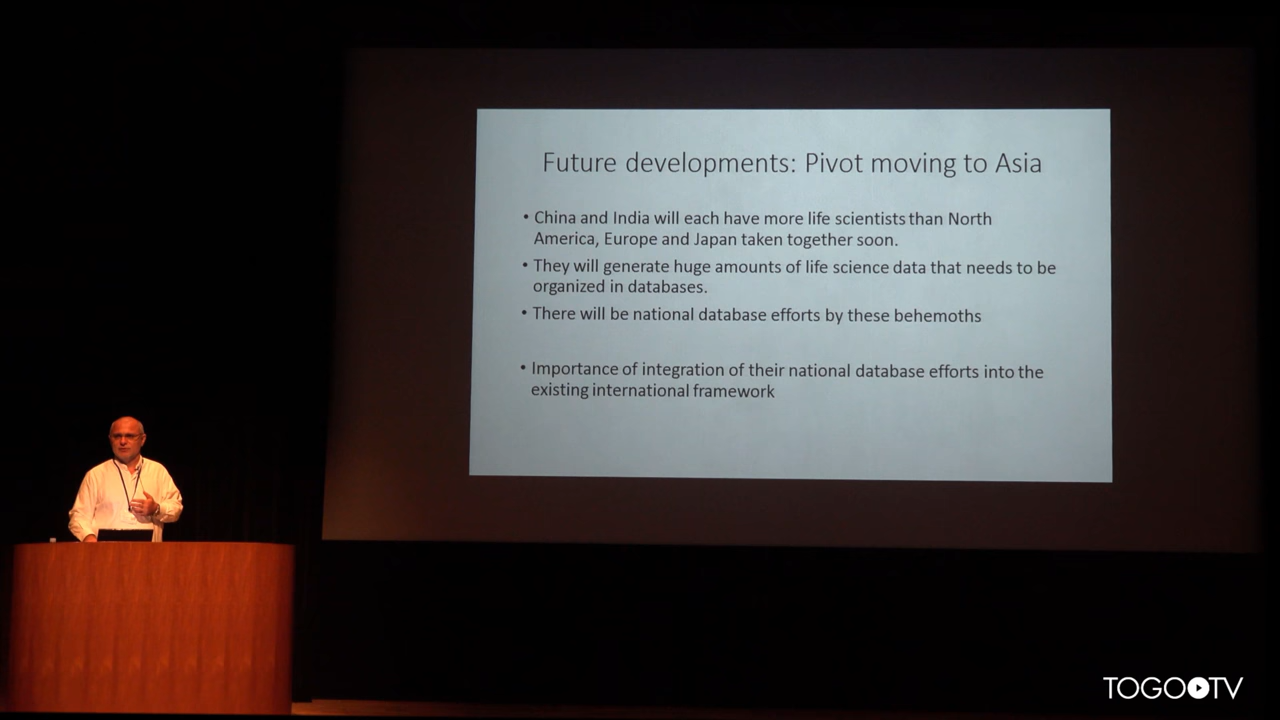 Future developments: Pivot moving to Asia
• China and India will each have more life scientists than North
America, Europe and Japan taken together soon.
• They will generate huge amounts of life science data that needs to be
organized in databases.
• There will be national database efforts by these behemoths
• Importance of integration of their national database efforts into the
existing international framework
TOGO TV